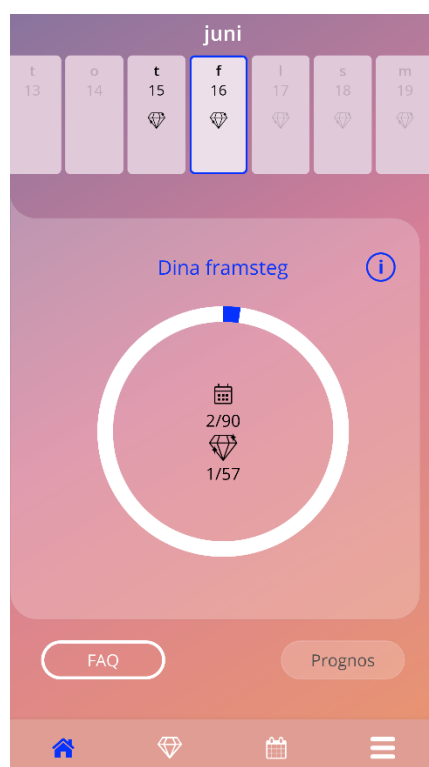 juni
t o t f l s m
13 14 15 16 17 18 19
Dina framsteg
i
2/90
1/57
FAQ
Prognos